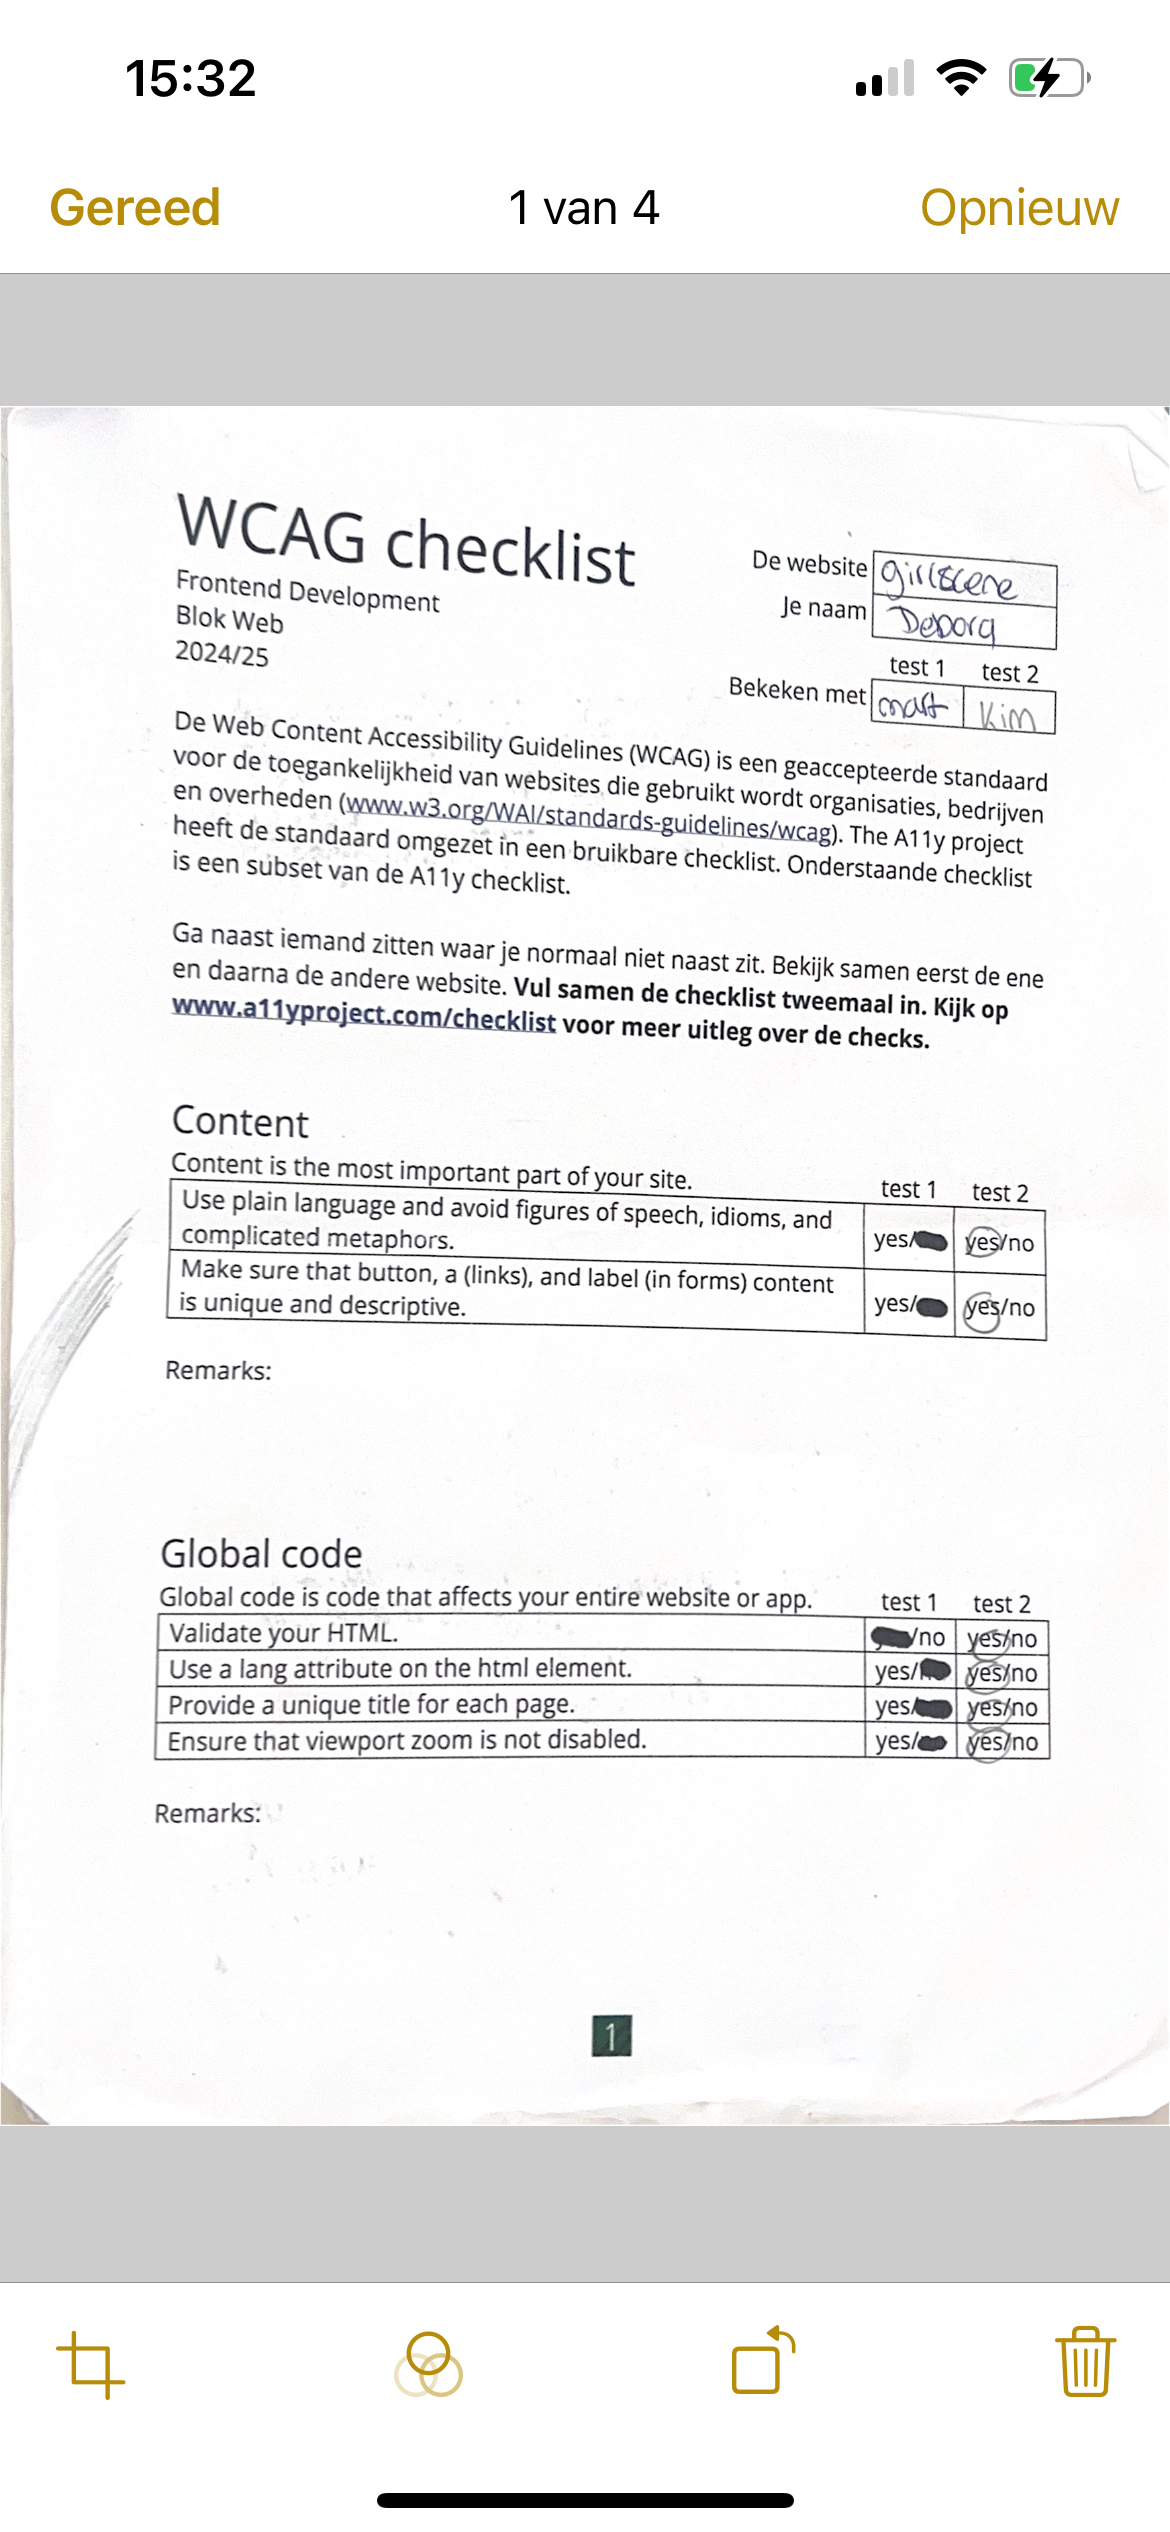 15:32
Gereed
1 van 4
Opnieuw
WCAG checklist
Frontend Development
Blok Web
2024/25
De website girlscene
Je naam Debora
test 1 test 2
Bekeken met mart Kim
De Web Content Accessibility Guidelines (WCAG) is een geaccepteerde standaard
voor de toegankelijkheid van websites die gebruikt wordt organisaties, bedrijven
en overheden (www.w3.org/WAI/standards-guidelines/wcag). The A11y project
heeft de standaard omgezet in een bruikbare checklist. Onderstaande checklist
is een subset van de A11y checklist.
Ga naast iemand zitten waar je normaal niet naast zit. Bekijk samen eerst de ene
en daarna de andere website. Vul samen de checklist tweemaal in. Kijk op
www.a11yproject.com/checklist voor meer uitleg over de checks.
Content
Content is the most important part of your site.
test 1 test 2
Use plain language and avoid figures of speech, idioms, and
complicated metaphors.
yes/ yes/no
Make sure that button, a (links), and label (in forms) content
is unique and descriptive.
yes/ yes/no
Remarks:
Global code
Global code is code that affects your entire website or app.
test 1 test 2
Validate your HTML. /no yes/no
Use a lang attribute on the html element. yes/ yes/no
Provide a unique title for each page. yes/ yes/no
Ensure that viewport zoom is not disabled. yes/ yes/no
Remarks:
1